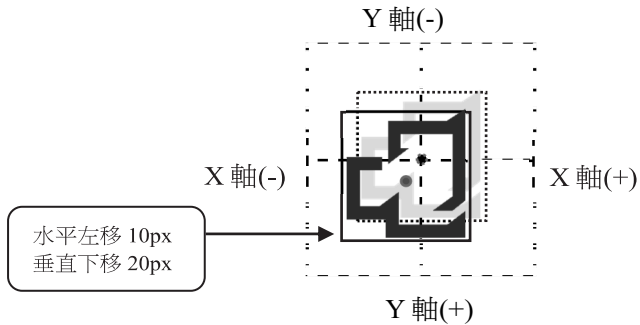 Y 軸(-)
X 軸(-)
X 軸(+)
水平左移 10px
垂直下移 20px
Y 軸(+)